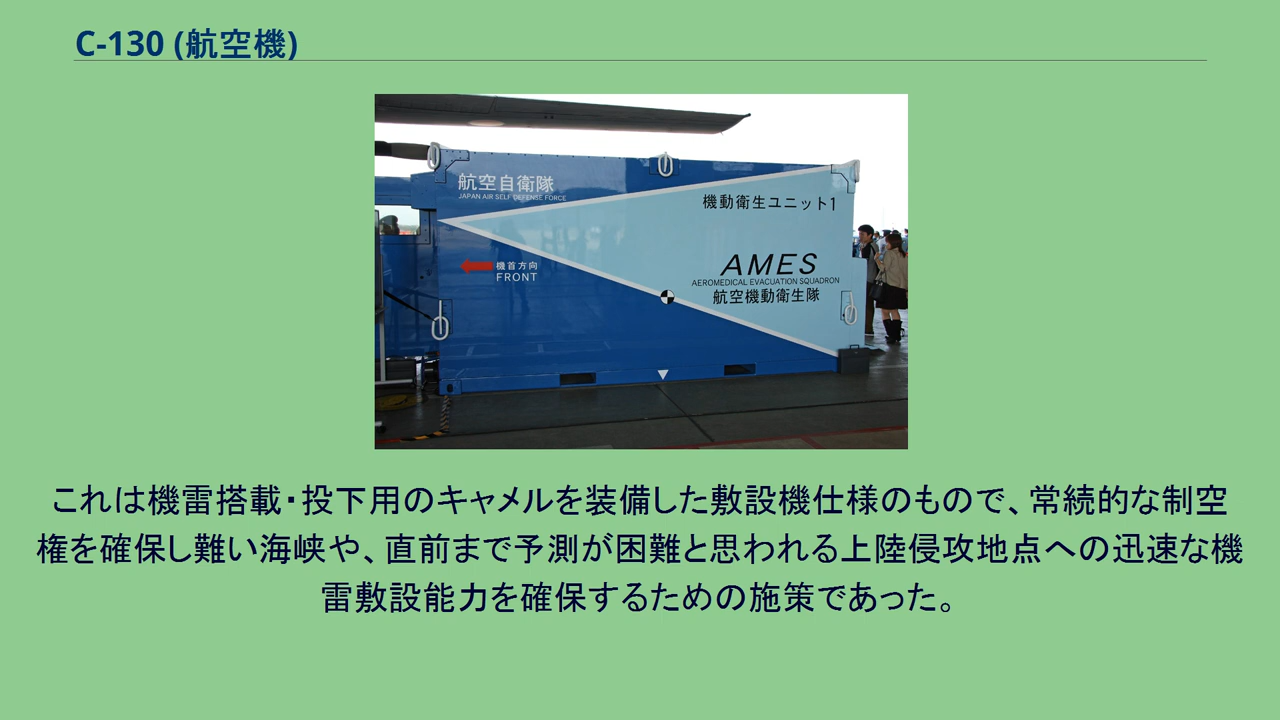 C-130 (航空機)
航空自衛隊
JAPAN AIR SELF DEFENSE FORCE
機動衛生ユニット1
機首方向
FRONT
AMES
AEROMEDICAL EVACUATION SQUADRON
航空機動衛生隊
これは機雷搭載・投下用のキャメルを装備した敷設機仕様のもので、常続的な制空
権を確保し難い海峡や、直前まで予測が困難と思われる上陸侵攻地点への迅速な機
雷敷設能力を確保するための施策であった。